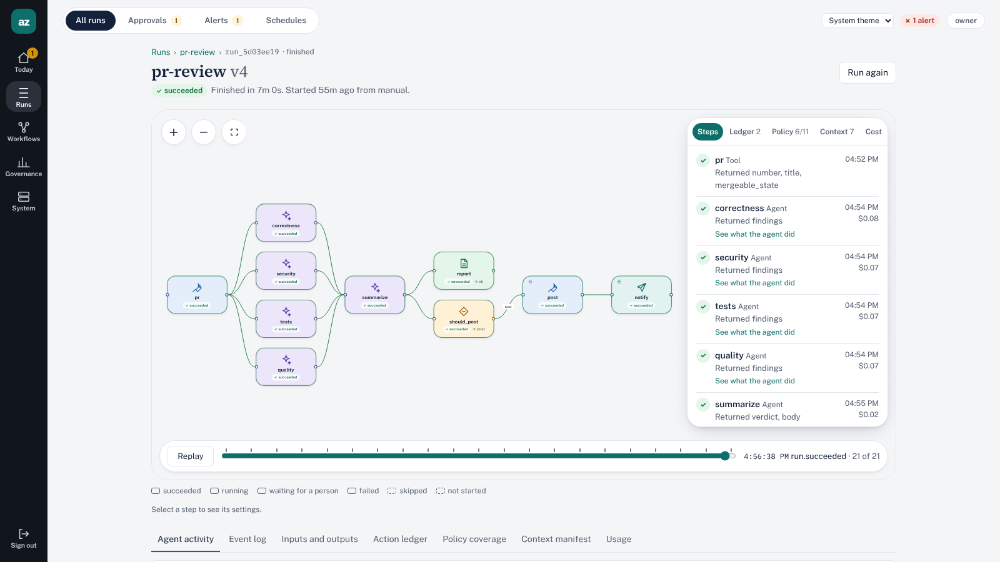 az
1
Today
Runs
Workflows
Governance
System
Sign out
All runs
Approvals 1
Alerts 1
Schedules
System theme
× 1 alert
owner
Runs › pr-review › run_5d03ee19 · finished
pr-review v4
✓ succeeded Finished in 7m 0s. Started 55m ago from manual.
Run again
correctness
✓ succeeded
security
✓ succeeded
pr
✓ succeeded
tests
✓ succeeded
quality
✓ succeeded
summarize
✓ succeeded
report
✓ succeeded → ok
should_post
✓ succeeded → post
post
post
✓ succeeded
notify
✓ succeeded
Steps Ledger 2 Policy 6/11 Context 7 Cost
pr Tool 04:52 PM
Returned number, title,
mergeable_state
correctness Agent 04:54 PM
Returned findings $0.08
See what the agent did
security Agent 04:54 PM
Returned findings $0.07
See what the agent did
tests Agent 04:54 PM
Returned findings $0.07
See what the agent did
quality Agent 04:54 PM
Returned findings $0.07
See what the agent did
summarize Agent 04:55 PM
Returned verdict, body $0.02
Replay
4:56:38 PM run.succeeded · 21 of 21
succeeded running waiting for a person failed skipped not started
Select a step to see its settings.
Agent activity Event log Inputs and outputs Action ledger Policy coverage Context manifest Usage